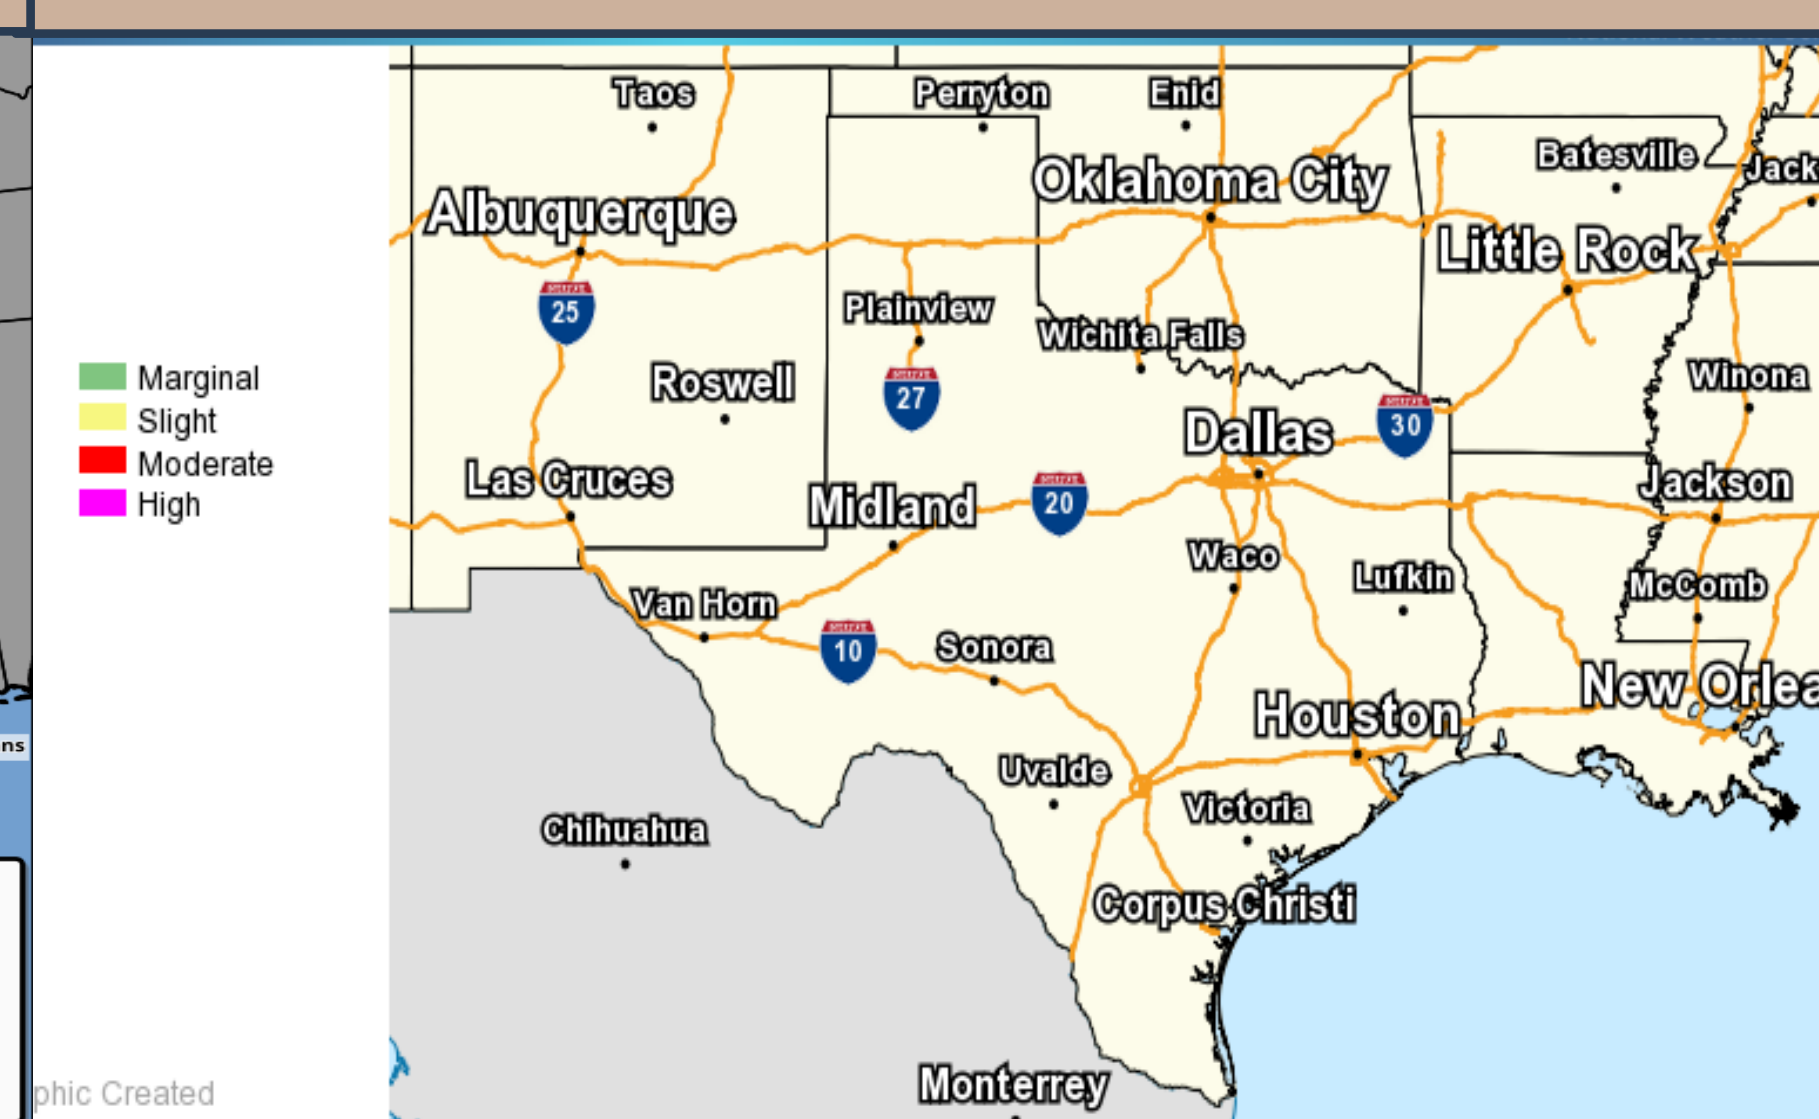 Taos
Perryton
Enid
Batesville
Jack
Oklahoma City
Albuquerque
Little Rock
25
Plainview
Wichita Falls
Winona
Marginal
Slight
Moderate
High
Roswell
27
30
Dallas
Las Cruces
Midland
20
Jackson
Waco
Lufkin
McComb
Van Horn
10
Sonora
New Orlea
Houston
ns
Uvalde
Victoria
Chihuahua
Corpus Christi
Monterrey
phic Created